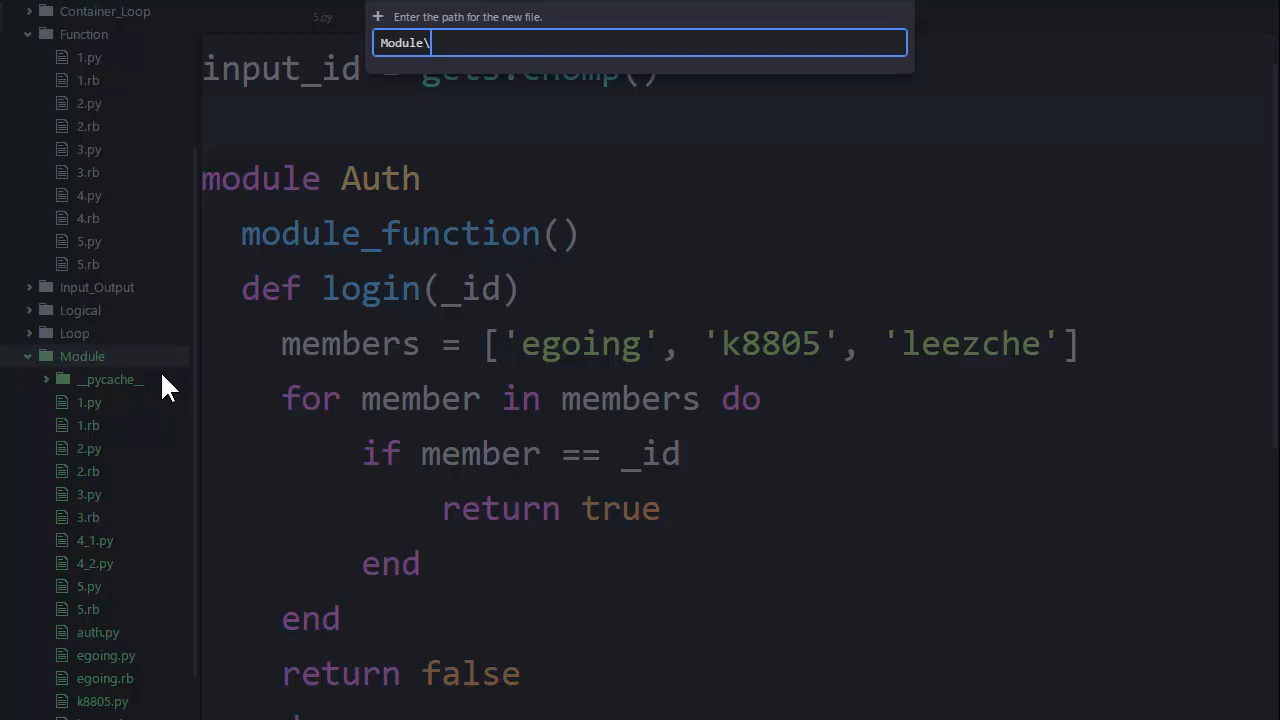 Container_Loop
Function
1.py
1.rb
2.py
2.rb
3.py
3.rb
4.py
4.rb
5.py
5.rb
Input_Output
Logical
Loop
Module
__pycache__
1.py
1.rb
2.py
2.rb
3.py
3.rb
4_1.py
4_2.py
5.py
5.rb
auth.py
egoing.py
egoing.rb
k8805.py
5.py
Enter the path for the new file.
Module\
input_id = gets.chomp()
module Auth
module_function()
def login(_id)
members = ['egoing', 'k8805', 'leezche']
for member in members do
if member == _id
return true
end
end
return false